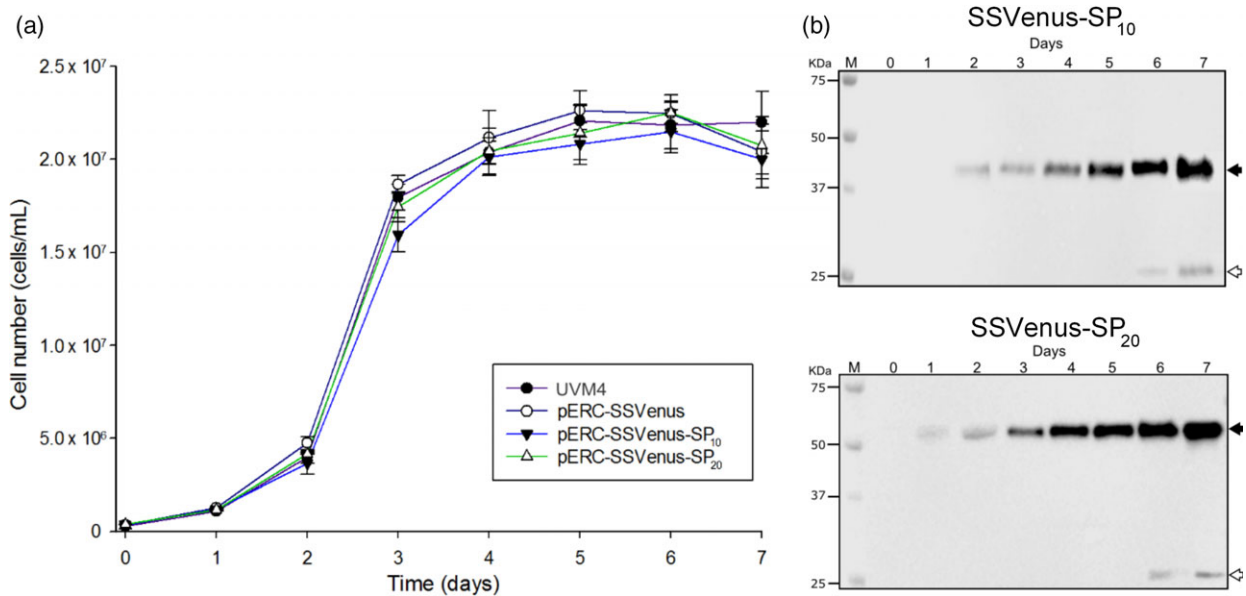 (a)
2.5 x 10⁷
2.0 x 10⁷
1.5 x 10⁷
1.0 x 10⁷
5.0 x 10⁶
0
Cell number (cells/mL)
0 1 2 3 4 5 6 7
Time (days)
UVM4
pERC-SSVenus
pERC-SSVenus-SP₁₀
pERC-SSVenus-SP₂₀
(b)
SSVenus-SP₁₀
Days
KDa M 0 1 2 3 4 5 6 7
75
50
37
25
SSVenus-SP₂₀
Days
KDa M 0 1 2 3 4 5 6 7
75
50
37
25